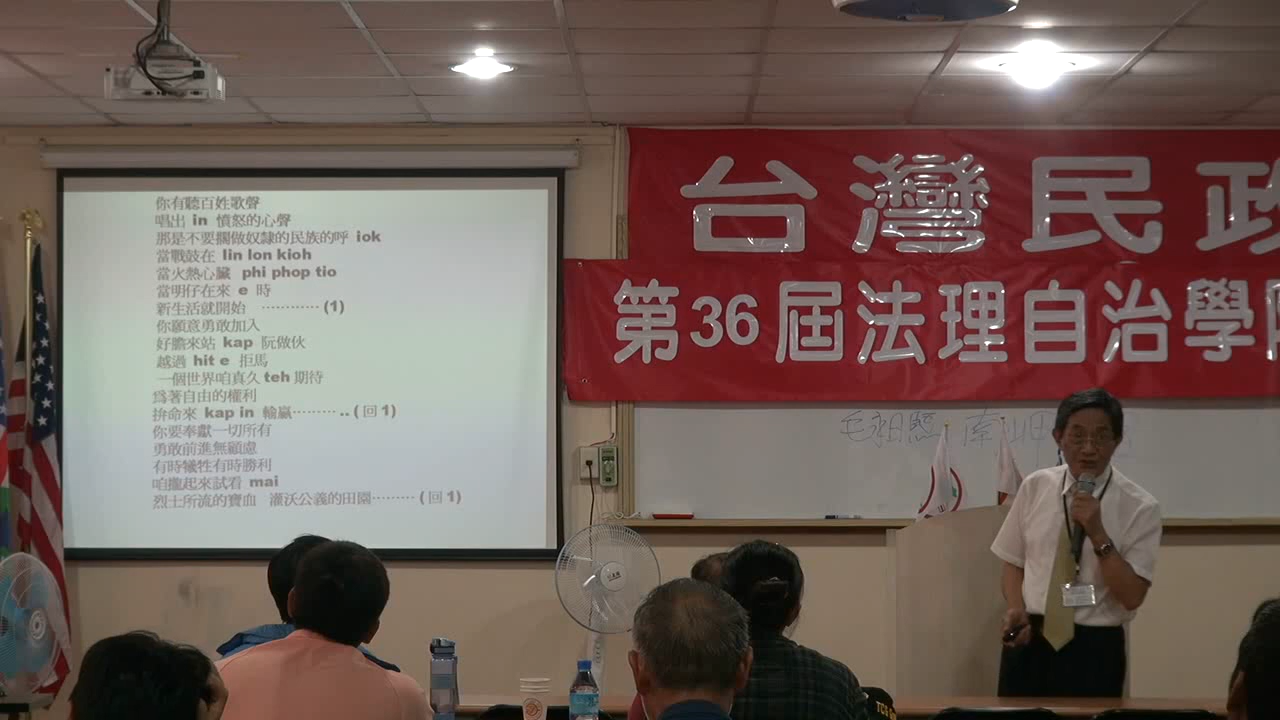 你有聽百姓歌聲
唱出 in 憤怒的心聲
那是不要擱做奴隸的民族的呼 iok
當戰鼓在 lin lon kioh
當火熱心臟 phi phop tio
當明仔在來 e 時
新生活就開始 ………… (1)
你願意勇敢加入
好膽來站 kap 阮做伙
越過 hit e 拒馬
一個世界咱真久 teh 期待
為著自由的權利
拚命來 kap in 輸贏……… .. ( 回 1)
你要奉獻一切所有
勇敢前進無顧慮
有時犧牲有時勝利
咱攏起來試看 mai
烈士所流的寶血 灌沃公義的田園……… ( 回 1)
台灣民政
第36屆法理自治學
毛永日照 南